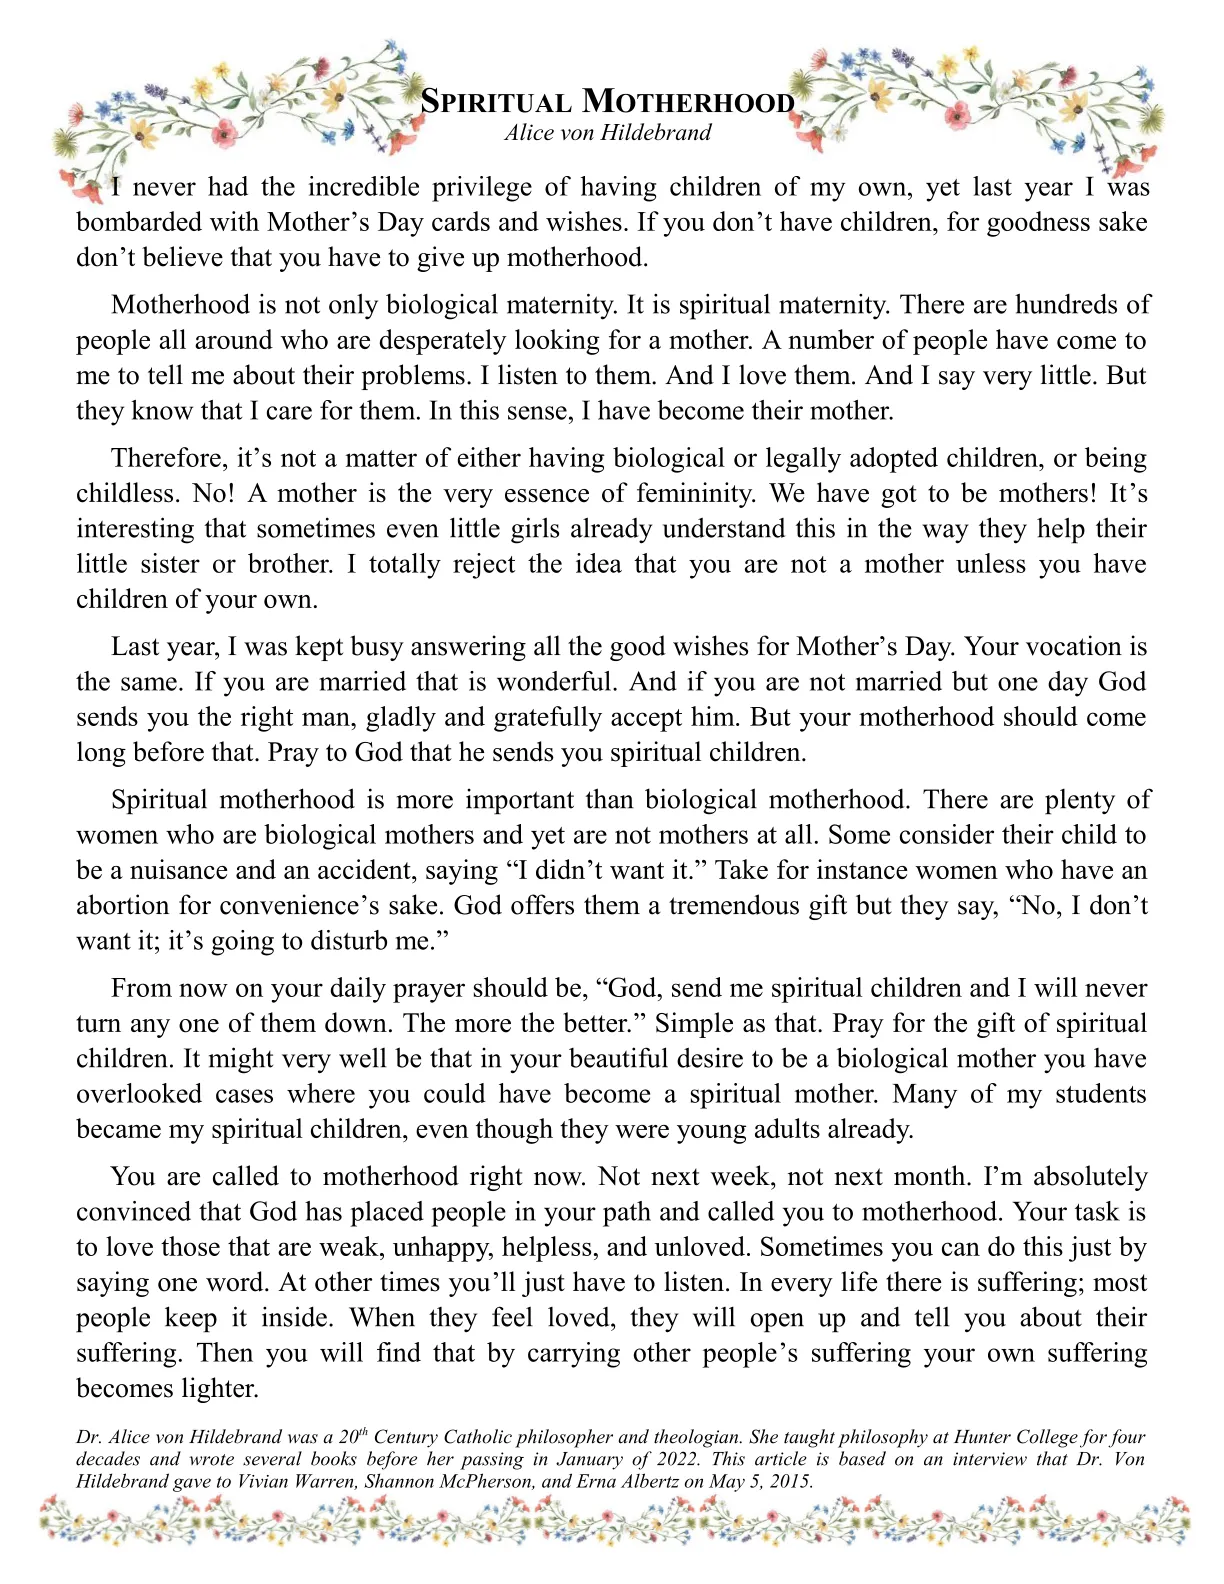 SPIRITUAL MOTHERHOOD
Alice von Hildebrand
I never had the incredible privilege of having children of my own, yet last year I was
bombarded with Mother’s Day cards and wishes. If you don’t have children, for goodness sake
don’t believe that you have to give up motherhood.
Motherhood is not only biological maternity. It is spiritual maternity. There are hundreds of
people all around who are desperately looking for a mother. A number of people have come to
me to tell me about their problems. I listen to them. And I love them. And I say very little. But
they know that I care for them. In this sense, I have become their mother.
Therefore, it’s not a matter of either having biological or legally adopted children, or being
childless. No! A mother is the very essence of femininity. We have got to be mothers! It’s
interesting that sometimes even little girls already understand this in the way they help their
little sister or brother. I totally reject the idea that you are not a mother unless you have
children of your own.
Last year, I was kept busy answering all the good wishes for Mother’s Day. Your vocation is
the same. If you are married that is wonderful. And if you are not married but one day God
sends you the right man, gladly and gratefully accept him. But your motherhood should come
long before that. Pray to God that he sends you spiritual children.
Spiritual motherhood is more important than biological motherhood. There are plenty of
women who are biological mothers and yet are not mothers at all. Some consider their child to
be a nuisance and an accident, saying “I didn’t want it.” Take for instance women who have an
abortion for convenience’s sake. God offers them a tremendous gift but they say, “No, I don’t
want it; it’s going to disturb me.”
From now on your daily prayer should be, “God, send me spiritual children and I will never
turn any one of them down. The more the better.” Simple as that. Pray for the gift of spiritual
children. It might very well be that in your beautiful desire to be a biological mother you have
overlooked cases where you could have become a spiritual mother. Many of my students
became my spiritual children, even though they were young adults already.
You are called to motherhood right now. Not next week, not next month. I’m absolutely
convinced that God has placed people in your path and called you to motherhood. Your task is
to love those that are weak, unhappy, helpless, and unloved. Sometimes you can do this just by
saying one word. At other times you’ll just have to listen. In every life there is suffering; most
people keep it inside. When they feel loved, they will open up and tell you about their
suffering. Then you will find that by carrying other people’s suffering your own suffering
becomes lighter.
Dr. Alice von Hildebrand was a 20th Century Catholic philosopher and theologian. She taught philosophy at Hunter College for four
decades and wrote several books before her passing in January of 2022. This article is based on an interview that Dr. Von
Hildebrand gave to Vivian Warren, Shannon McPherson, and Erna Albertz on May 5, 2015.